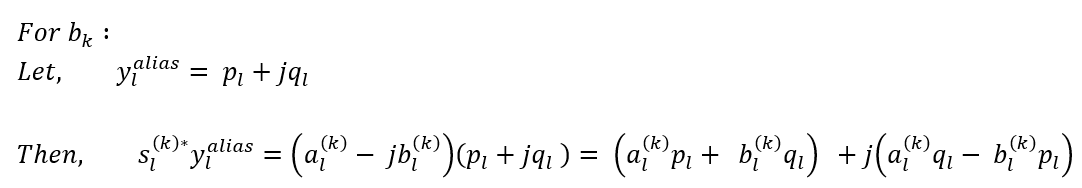 For b_k :
Let, y_l^{alias} = p_l + jq_l
Then, s_l^{(k)*} y_l^{alias} = (a_l^{(k)} − jb_l^{(k)})(p_l + jq_l ) = (a_l^{(k)} p_l + b_l^{(k)} q_l) + j(a_l^{(k)} q_l − b_l^{(k)} p_l)